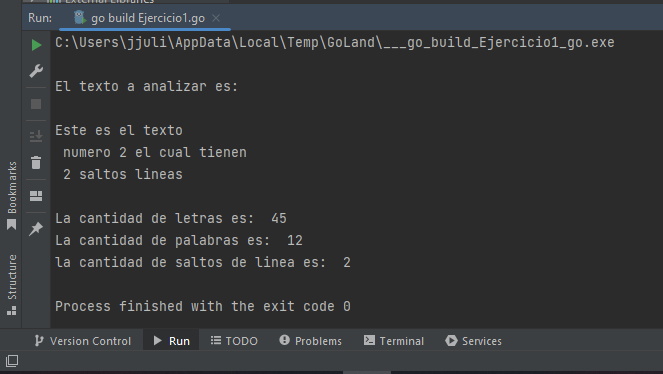 External Libraries
Run: go build Ejercicio1.go
C:\Users\jjuli\AppData\Local\Temp\GoLand\___go_build_Ejercicio1_go.exe
El texto a analizar es:
Este es el texto
numero 2 el cual tienen
2 saltos lineas
La cantidad de letras es:  45
La cantidad de palabras es:  12
la cantidad de saltos de linea es:  2
Process finished with the exit code 0
Bookmarks
Structure
Version Control Run TODO Problems Terminal Services